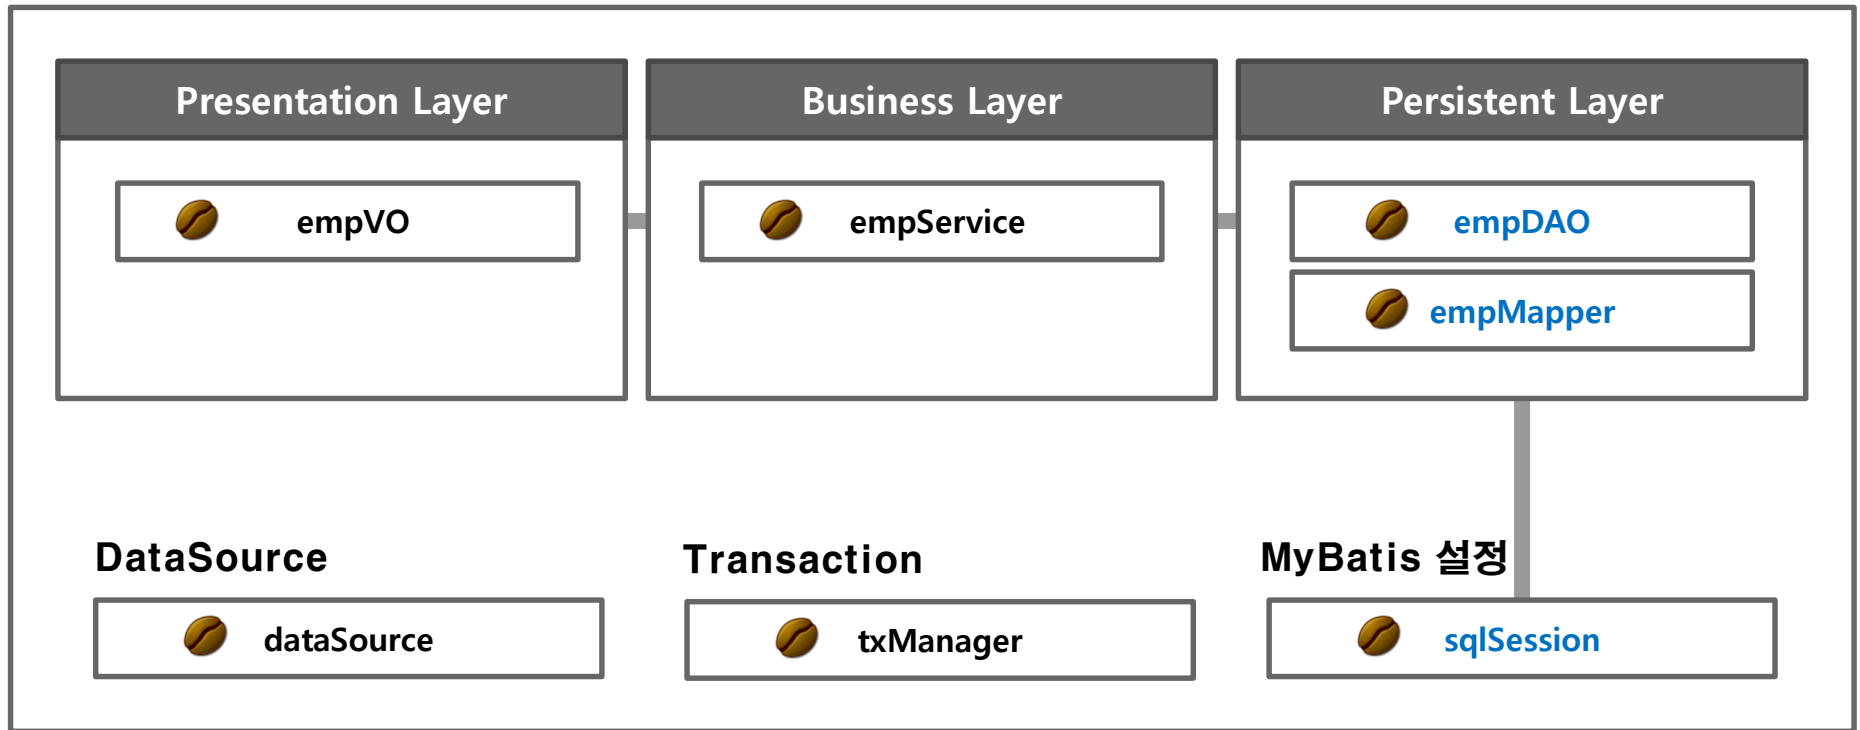 Presentation Layer
Business Layer
Persistent Layer
empVO
empService
empDAO
empMapper
DataSource
Transaction
MyBatis 설정
dataSource
txManager
sqlSession